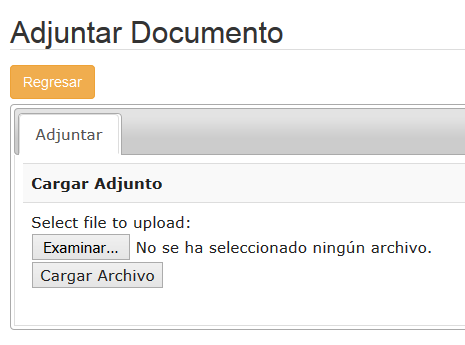 Adjuntar Documento
Regresar
Adjuntar
Cargar Adjunto
Select file to upload:
Examinar... No se ha seleccionado ningún archivo.
Cargar Archivo